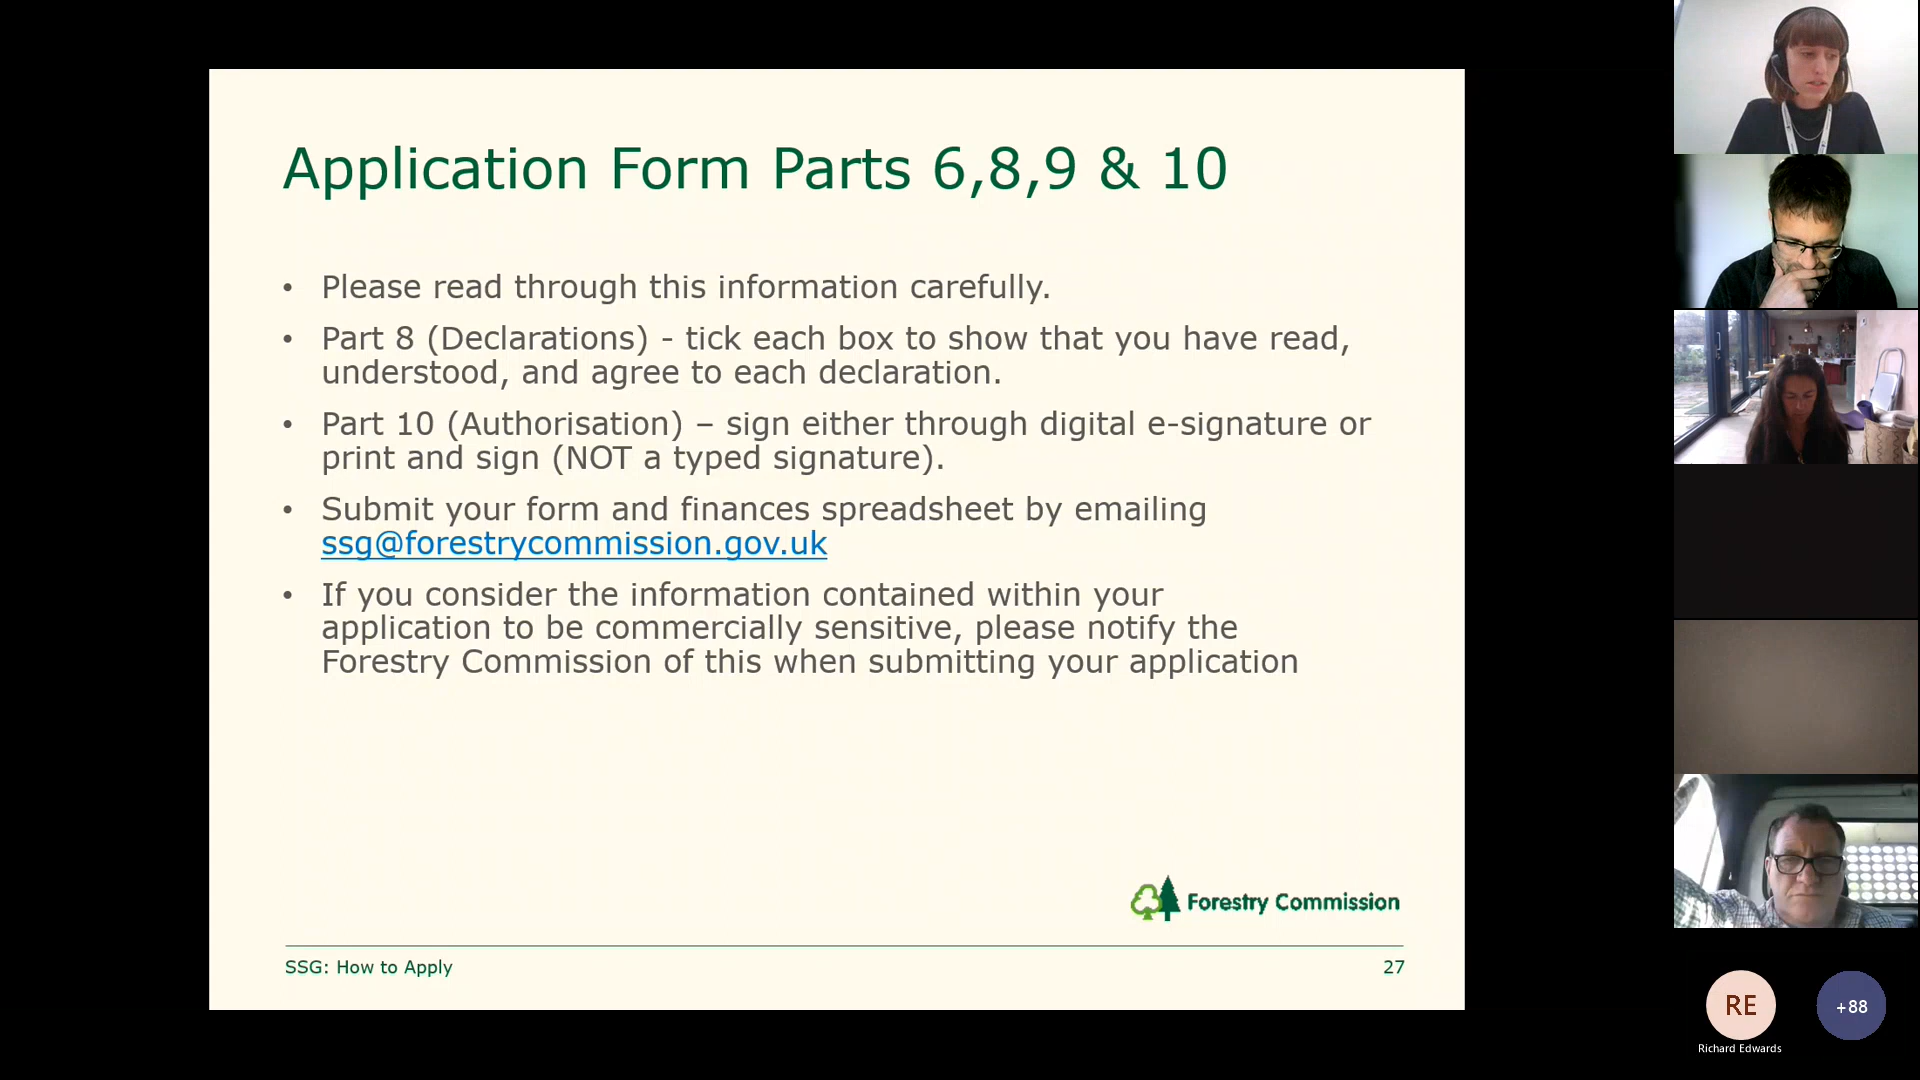 Application Form Parts 6,8,9 & 10
• Please read through this information carefully.
• Part 8 (Declarations) - tick each box to show that you have read,
understood, and agree to each declaration.
• Part 10 (Authorisation) – sign either through digital e-signature or
print and sign (NOT a typed signature).
• Submit your form and finances spreadsheet by emailing
ssg@forestrycommission.gov.uk
• If you consider the information contained within your
application to be commercially sensitive, please notify the
Forestry Commission of this when submitting your application
Forestry Commission
SSG: How to Apply
27
RE
+88
Richard Edwards